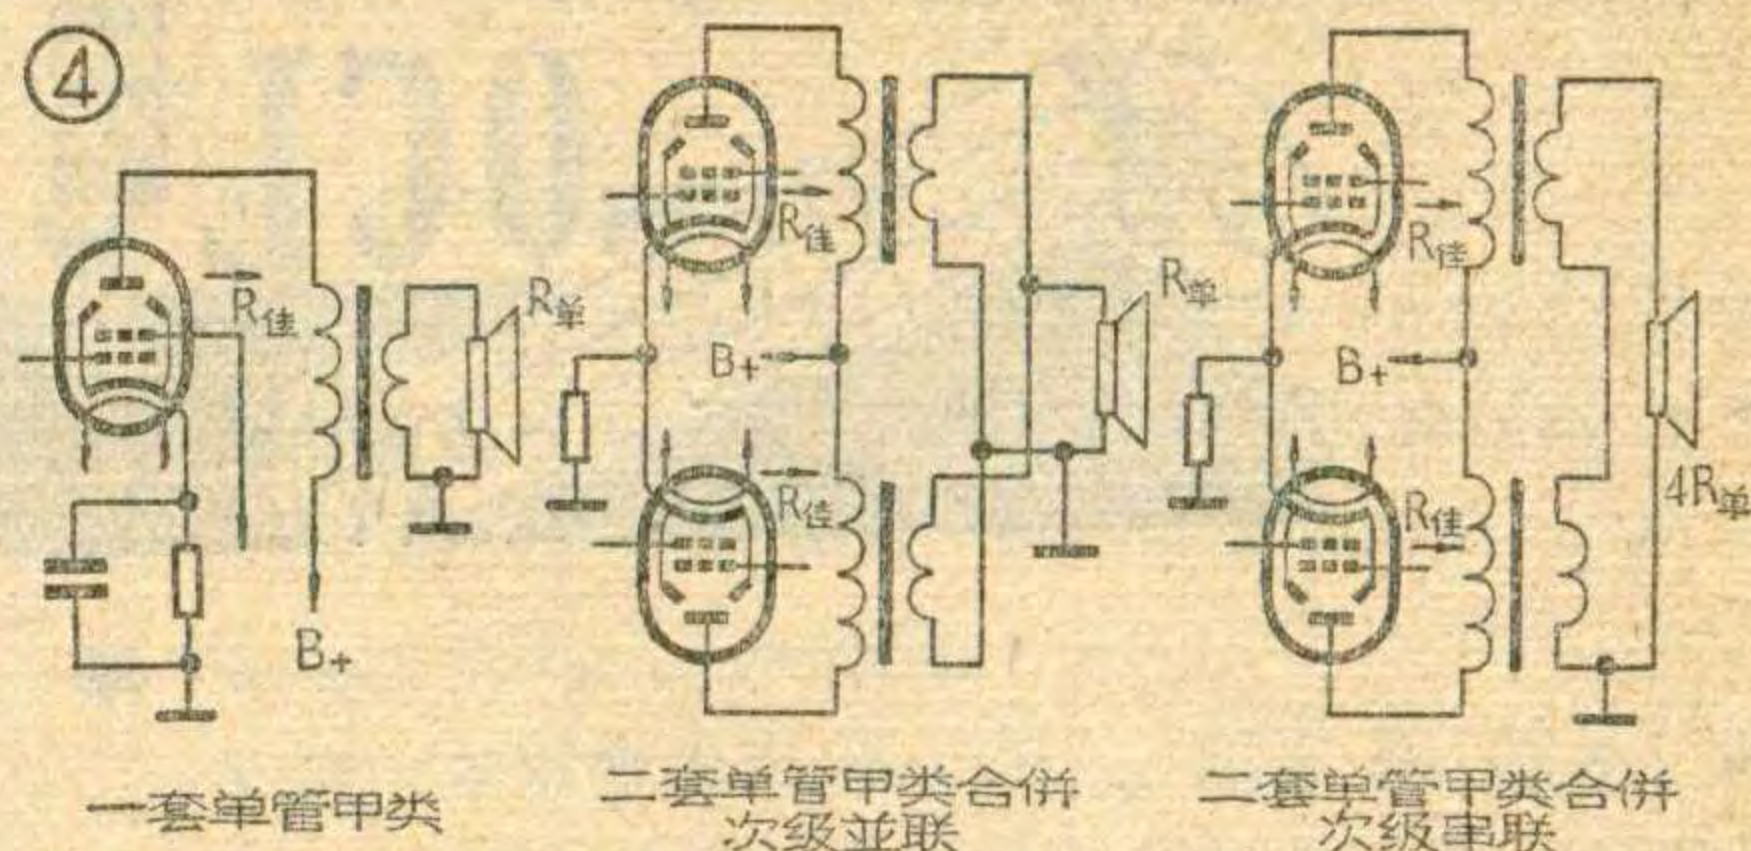 ④
R佳
R单
B+
一套单管甲类
R佳
R单
B+
R佳
二套单管甲类合併
次级並联
R佳
B+
R佳
4R单
二套单管甲类合併
次级串联